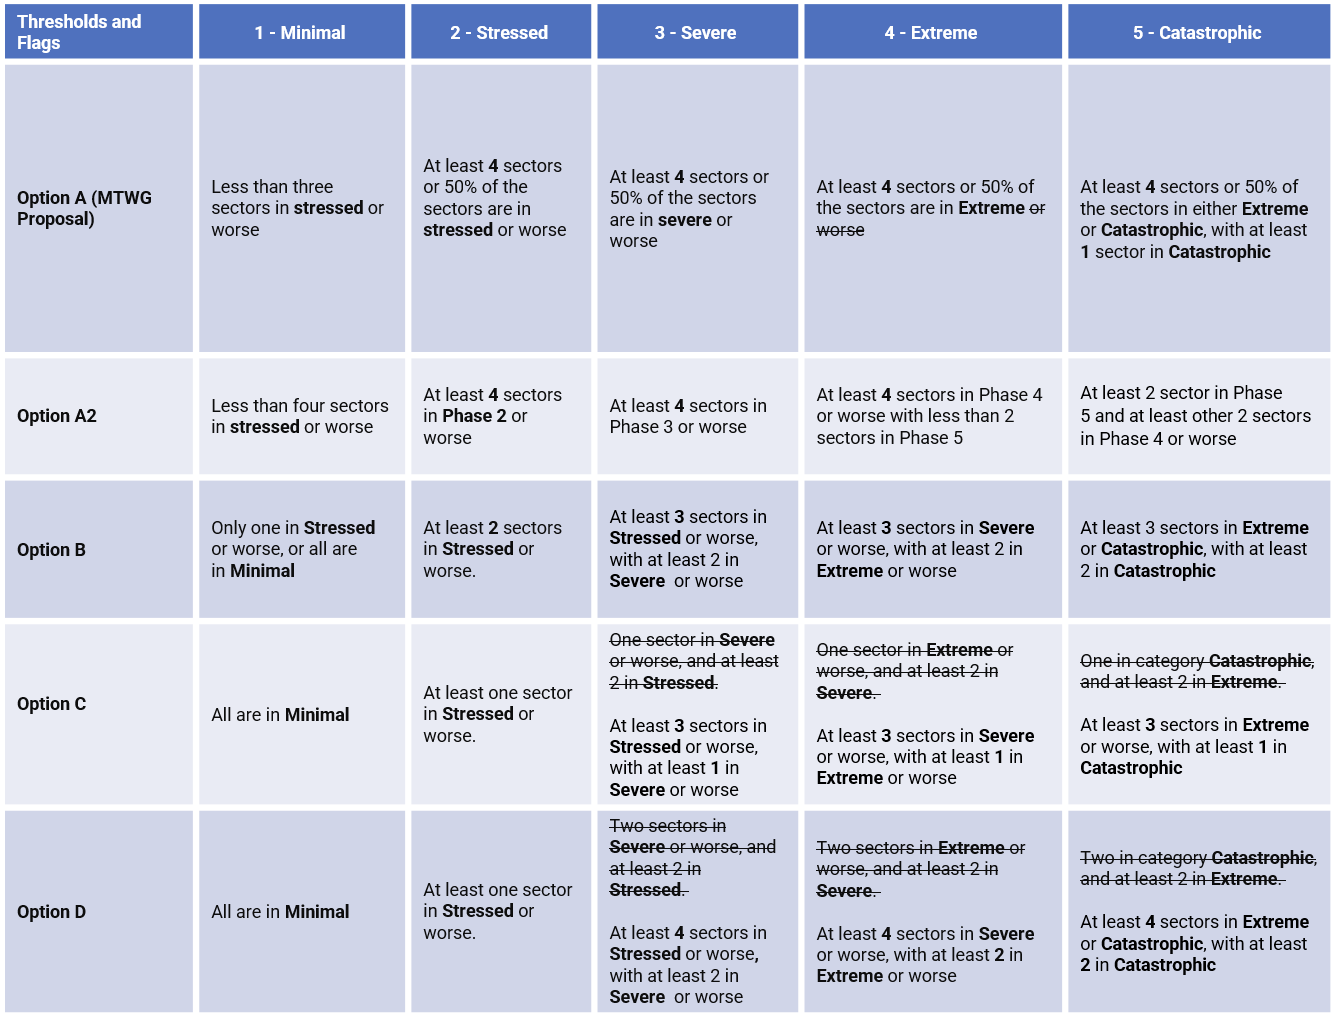 Thresholds and
Flags
1 - Minimal
2 - Stressed
3 - Severe
4 - Extreme
5 - Catastrophic
Option A (MTWG
Proposal)
Less than three
sectors in stressed or
worse
At least 4 sectors
or 50% of the
sectors are in
stressed or worse
At least 4 sectors or
50% of the sectors
are in severe or
worse
At least 4 sectors or 50% of
the sectors are in Extreme or
worse
At least 4 sectors or 50% of
the sectors in either Extreme
or Catastrophic, with at least
1 sector in Catastrophic
Option A2
Less than four sectors
in stressed or worse
At least 4 sectors
in Phase 2 or
worse
At least 4 sectors in
Phase 3 or worse
At least 4 sectors in Phase 4
or worse with less than 2
sectors in Phase 5
At least 2 sector in Phase
5 and at least other 2 sectors
in Phase 4 or worse
Option B
Only one in Stressed
or worse, or all are
in Minimal
At least 2 sectors
in Stressed or
worse.
At least 3 sectors in
Stressed or worse,
with at least 2 in
Severe or worse
At least 3 sectors in Severe
or worse, with at least 2 in
Extreme or worse
At least 3 sectors in Extreme
or Catastrophic, with at least
2 in Catastrophic
Option C
All are in Minimal
At least one sector
in Stressed or
worse.
One sector in Severe
or worse, and at least
2 in Stressed.
At least 3 sectors in
Stressed or worse,
with at least 1 in
Severe or worse
One sector in Extreme or
worse, and at least 2 in
Severe.
At least 3 sectors in Severe
or worse, with at least 1 in
Extreme or worse
One in category Catastrophic,
and at least 2 in Extreme.
At least 3 sectors in Extreme
or worse, with at least 1 in
Catastrophic
Option D
All are in Minimal
At least one sector
in Stressed or
worse.
Two sectors in
Severe or worse, and
at least 2 in
Stressed.
At least 4 sectors in
Stressed or worse,
with at least 2 in
Severe or worse
Two sectors in Extreme or
worse, and at least 2 in
Severe.
At least 4 sectors in Severe
or worse, with at least 2 in
Extreme or worse
Two in category Catastrophic,
and at least 2 in Extreme.
At least 4 sectors in Extreme
or Catastrophic, with at least
2 in Catastrophic